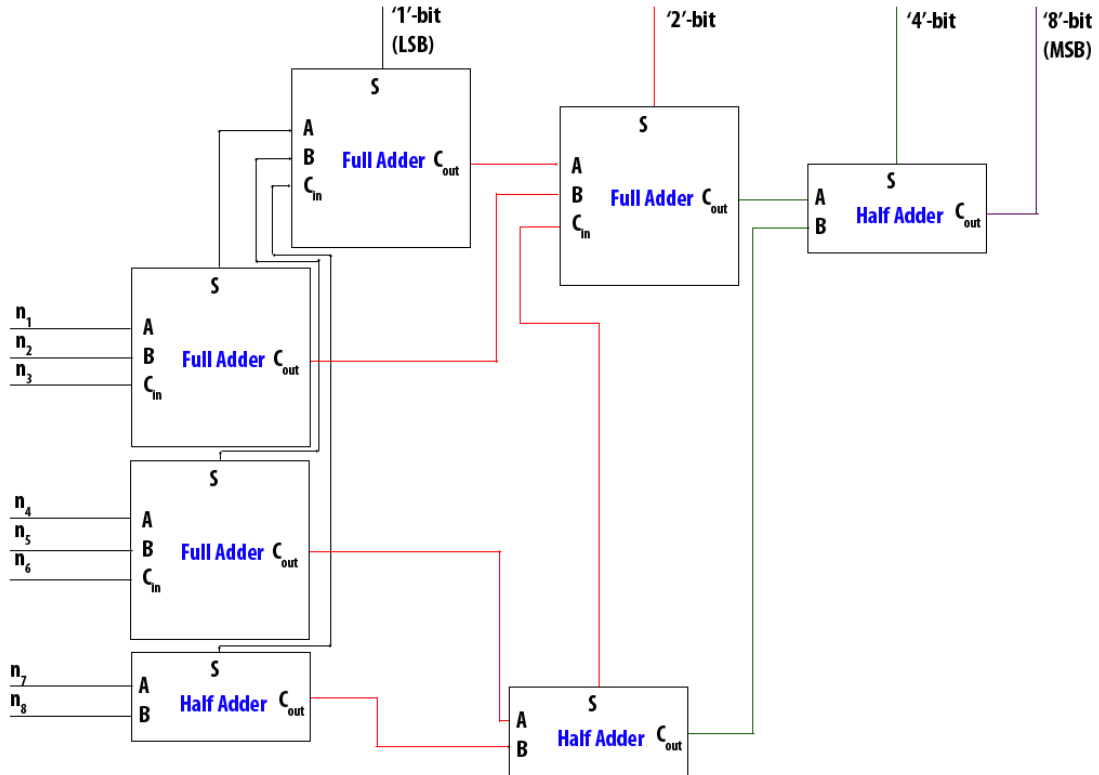 ‘1’-bit
(LSB)
‘2’-bit
‘4’-bit
‘8’-bit
(MSB)
S
A
B
Cin
Full Adder
Cout
S
A
B
Cin
Full Adder
Cout
S
A
B
Half Adder
Cout
n1
n2
n3
S
A
B
Cin
Full Adder
Cout
n4
n5
n6
S
A
B
Cin
Full Adder
Cout
n7
n8
S
A
B
Half Adder
Cout
S
A
B
Half Adder
Cout